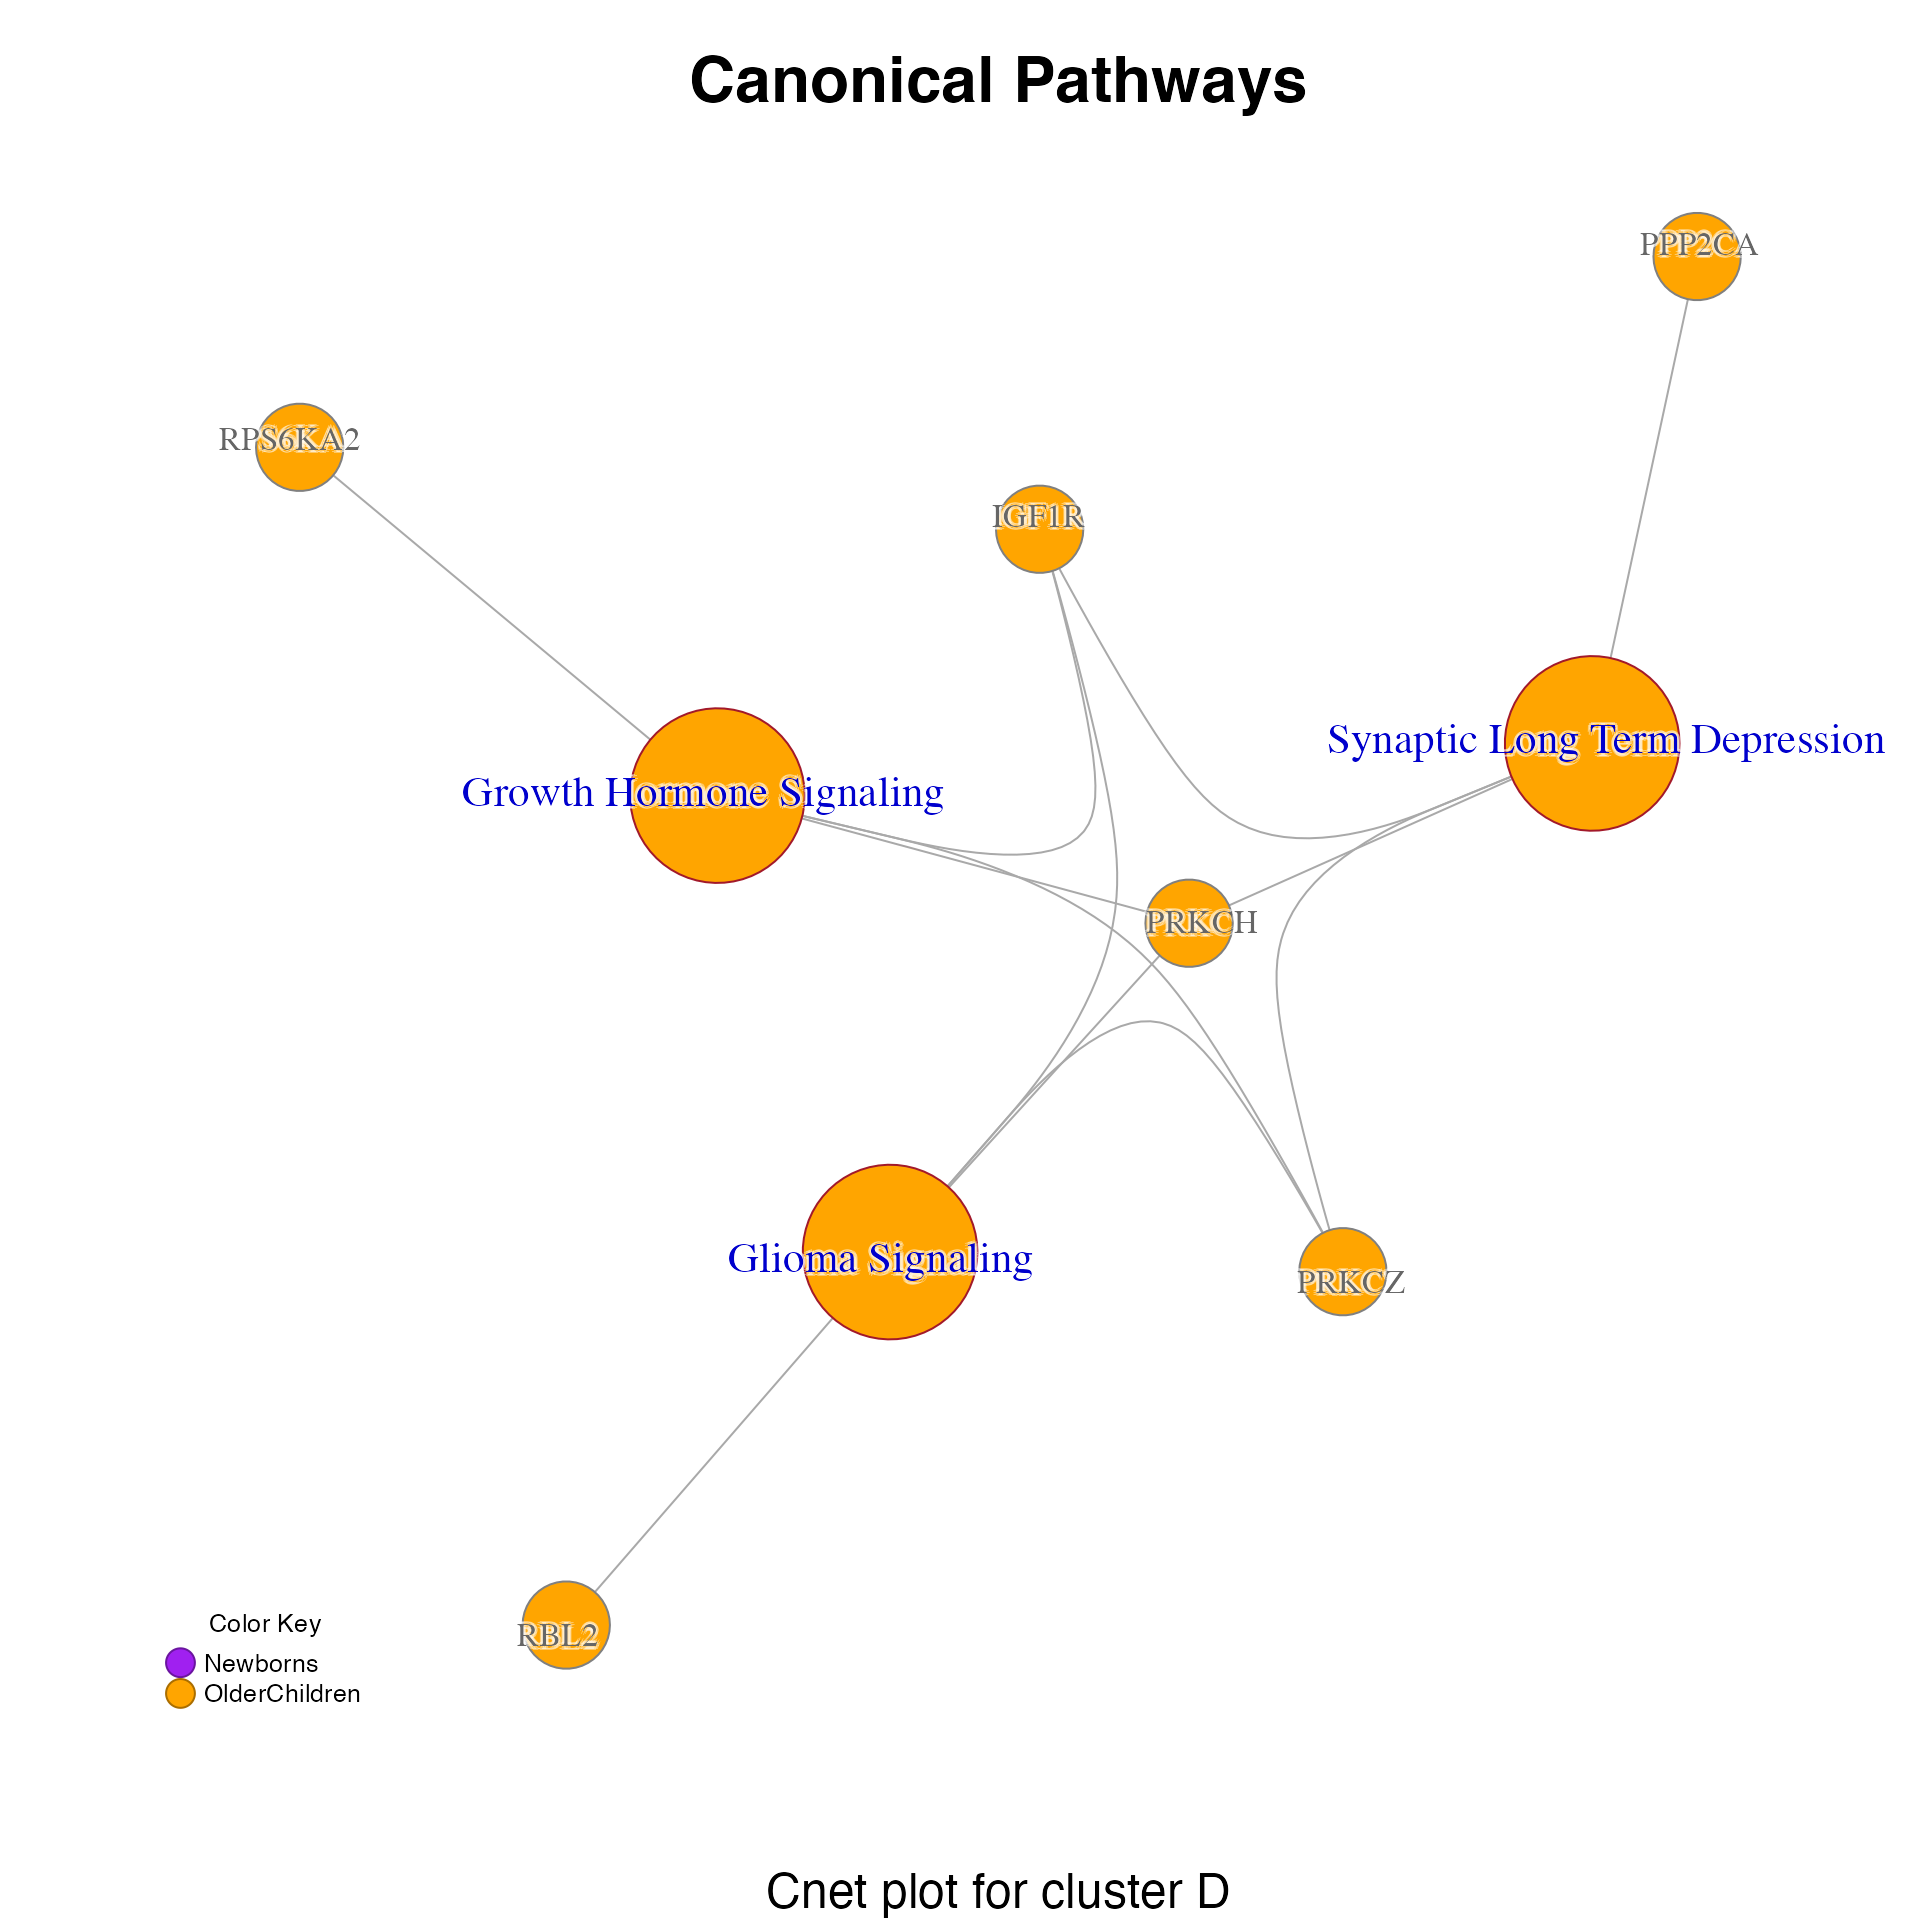 Canonical Pathways
PPP2CA
RPS6KA2
IGF1R
Synaptic Long Term Depression
Growth Hormone Signaling
PRKCH
Glioma Signaling
PRKCZ
RBL2
Color Key
Newborns
OlderChildren
Cnet plot for cluster D